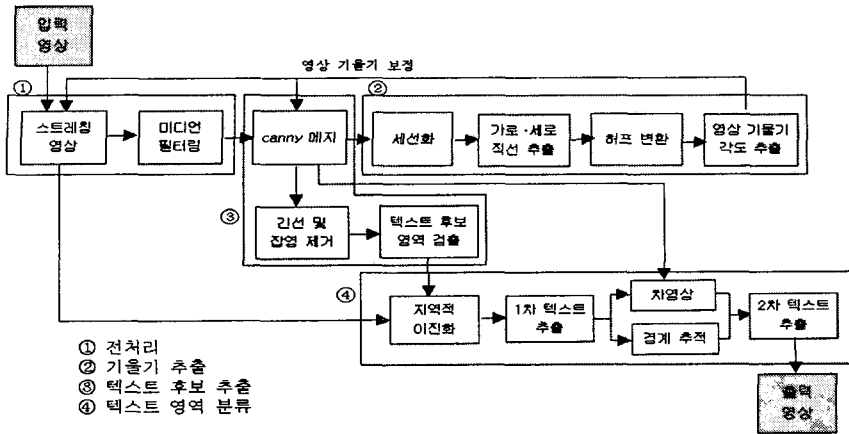 입력
영상
영상 기울기 보정
①
②
스트레칭
영상
미디언
필터링
canny 에지
세선화
가로·세로
직선 추출
허프 변환
영상 기울기
각도 추출
③
긴선 및
잡영 제거
텍스트 후보
영역 검출
④
지역적
이진화
1차 텍스트
추출
차영상
경계 추적
2차 텍스트
추출
① 전처리
② 기울기 추출
③ 텍스트 후보 추출
④ 텍스트 영역 분류
출력
영상